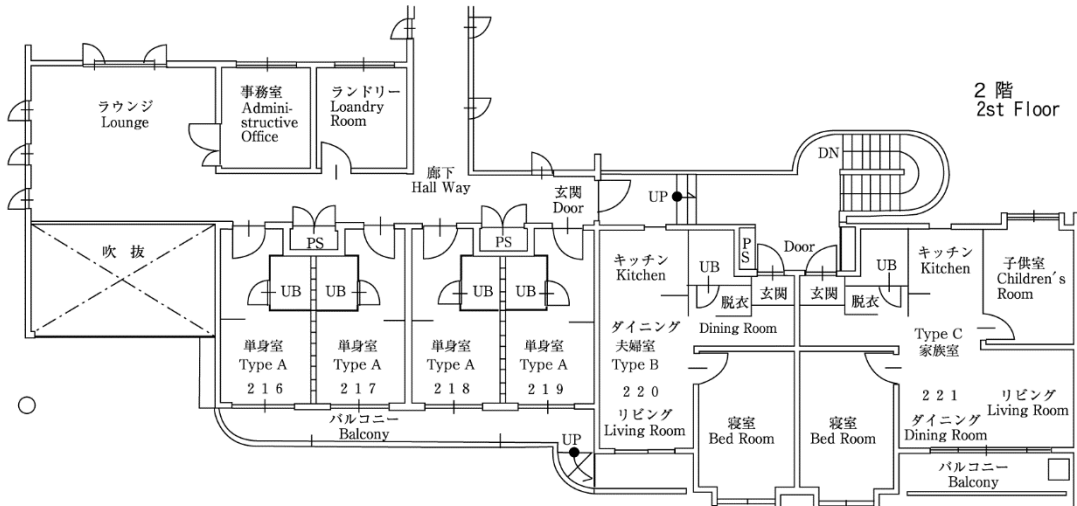 2 階
2st Floor
ラウンジ
Lounge
事務室
Admini-
structive
Office
ランドリー
Loandry
Room
廊下
Hall Way
玄関
Door
UP
DN
吹 抜
PS
PS
UB
UB
UB
UB
単身室
Type A
2 1 6
単身室
Type A
2 1 7
単身室
Type A
2 1 8
単身室
Type A
2 1 9
バルコニー
Balcony
UP
キッチン
Kitchen
UB
PS
Door
玄関
玄関
脱衣
脱衣
UB
キッチン
Kitchen
子供室
Children's
Room
ダイニング
Dining Room
夫婦室
Type B
2 2 0
リビング
Living Room
寝室
Bed Room
寝室
Bed Room
Type C
家族室
2 2 1
ダイニング
Dining Room
リビング
Living Room
バルコニー
Balcony